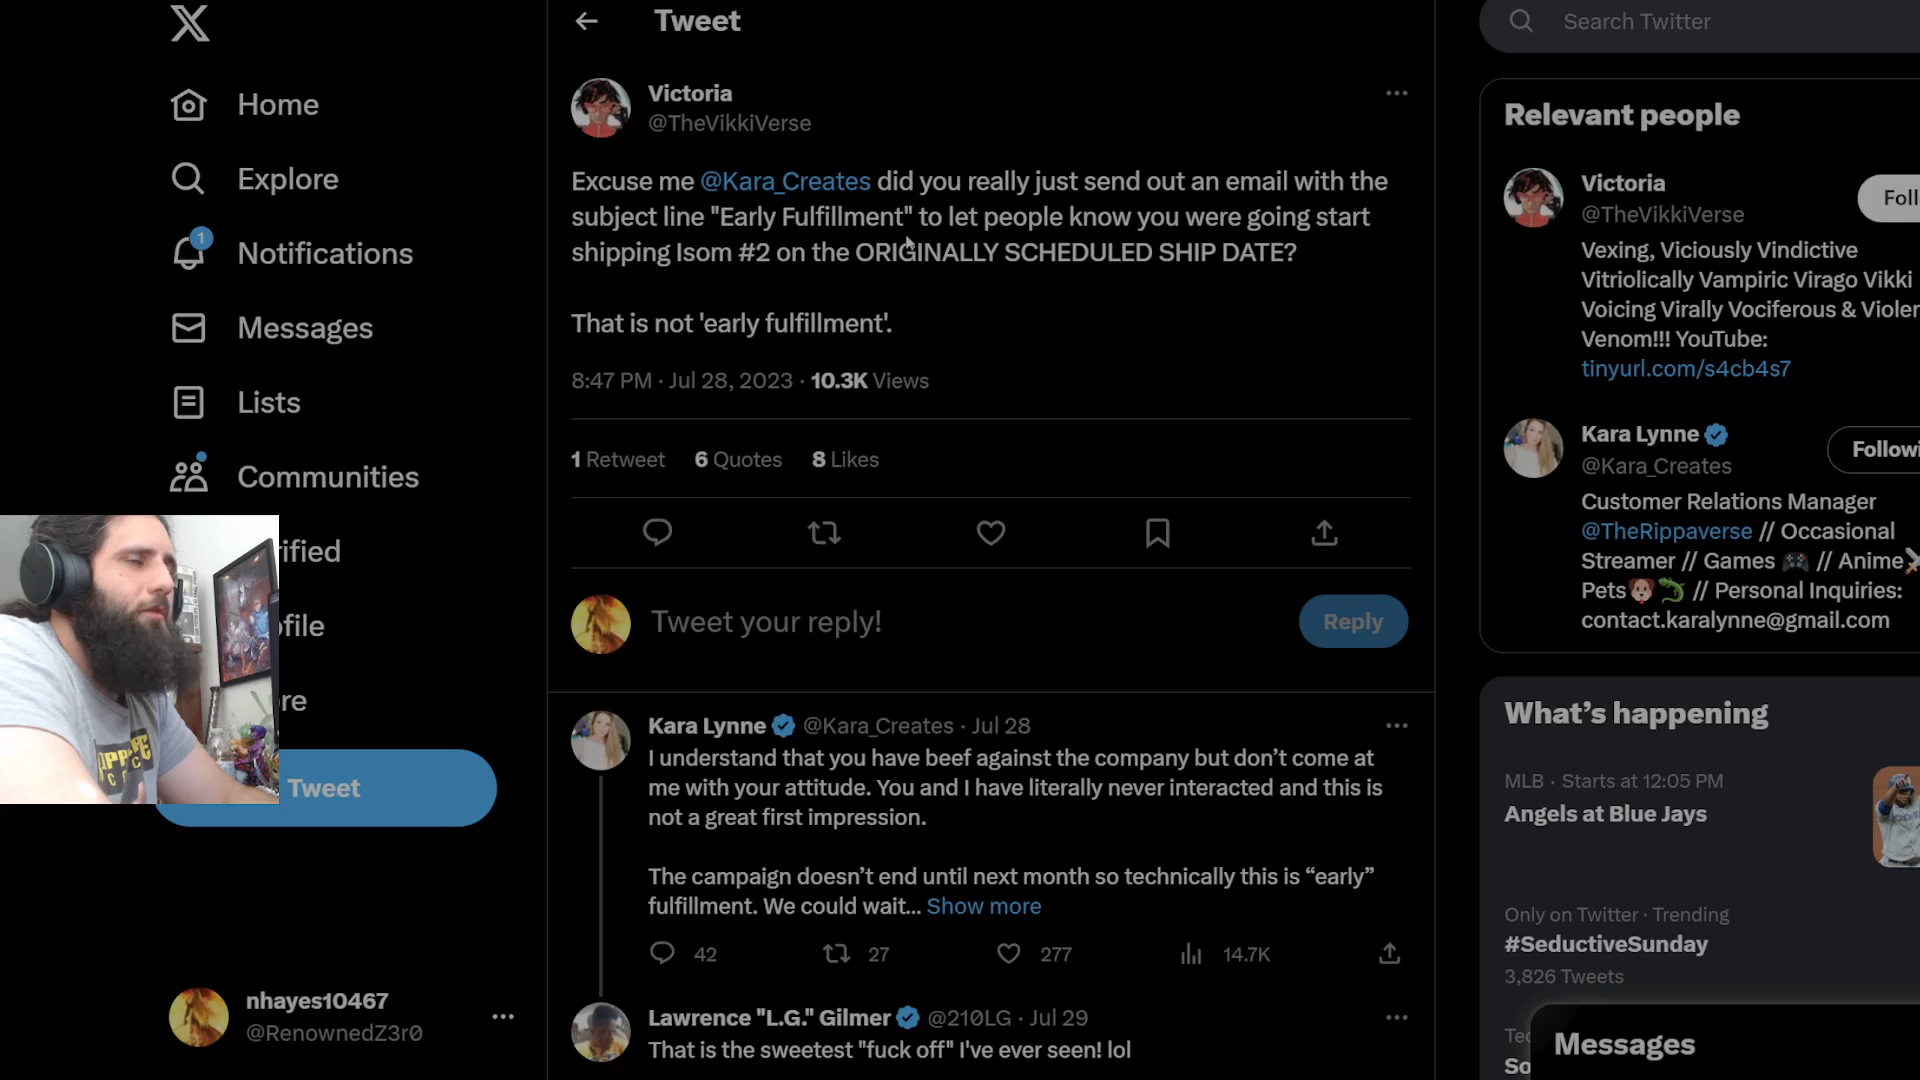 X
Home
Explore
1
Notifications
Messages
Lists
Communities
rified
ofile
re
Tweet
nhayes10467
@RenownedZ3r0
Tweet
Victoria
@TheVikkiVerse
Excuse me @Kara_Creates did you really just send out an email with the
subject line "Early Fulfillment" to let people know you were going start
shipping Isom #2 on the ORIGINALLY SCHEDULED SHIP DATE?
That is not 'early fulfillment'.
8:47 PM · Jul 28, 2023 · 10.3K Views
1 Retweet 6 Quotes 8 Likes
Tweet your reply!
Reply
Kara Lynne @Kara_Creates · Jul 28
I understand that you have beef against the company but don’t come at
me with your attitude. You and I have literally never interacted and this is
not a great first impression.
The campaign doesn’t end until next month so technically this is “early”
fulfillment. We could wait... Show more
42 27 277 14.7K
Lawrence "L.G." Gilmer @210LG · Jul 29
That is the sweetest "fuck off" I've ever seen! lol
Search Twitter
Relevant people
Victoria
@TheVikkiVerse
Foll
Vexing, Viciously Vindictive
Vitriolically Vampiric Virago Vikki
Voicing Virally Vociferous & Violen
Venom!!! YouTube:
tinyurl.com/s4cb4s7
Kara Lynne
@Kara_Creates
Followi
Customer Relations Manager
@TheRippaverse // Occasional
Streamer // Games 🎮 // Anime
Pets🐶🦎 // Personal Inquiries:
contact.karalynne@gmail.com
What’s happening
MLB · Starts at 12:05 PM
Angels at Blue Jays
Only on Twitter · Trending
#SeductiveSunday
3,826 Tweets
Tec
So
Messages